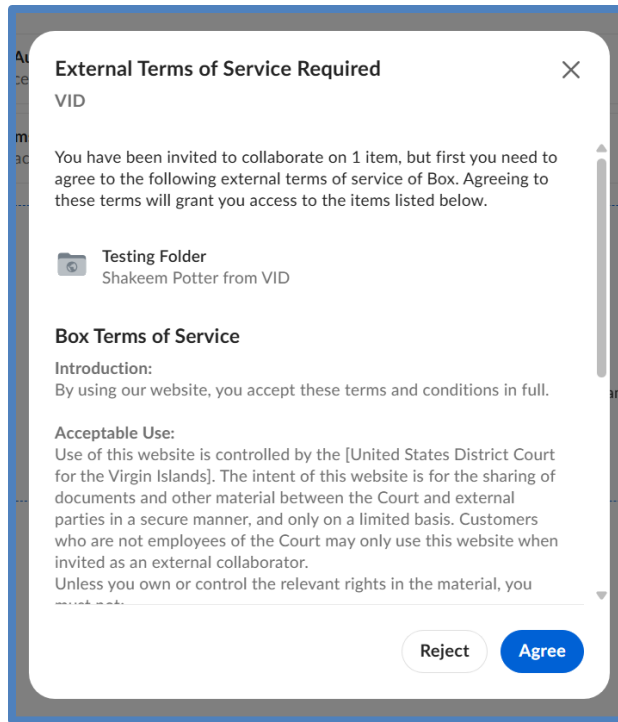 External Terms of Service Required
VID
You have been invited to collaborate on 1 item, but first you need to
agree to the following external terms of service of Box. Agreeing to
these terms will grant you access to the items listed below.
Testing Folder
Shakeem Potter from VID
Box Terms of Service
Introduction:
By using our website, you accept these terms and conditions in full.
Acceptable Use:
Use of this website is controlled by the [United States District Court
for the Virgin Islands]. The intent of this website is for the sharing of
documents and other material between the Court and external
parties in a secure manner, and only on a limited basis. Customers
who are not employees of the Court may only use this website when
invited as an external collaborator.
Unless you own or control the relevant rights in the material, you
must not:
Reject
Agree